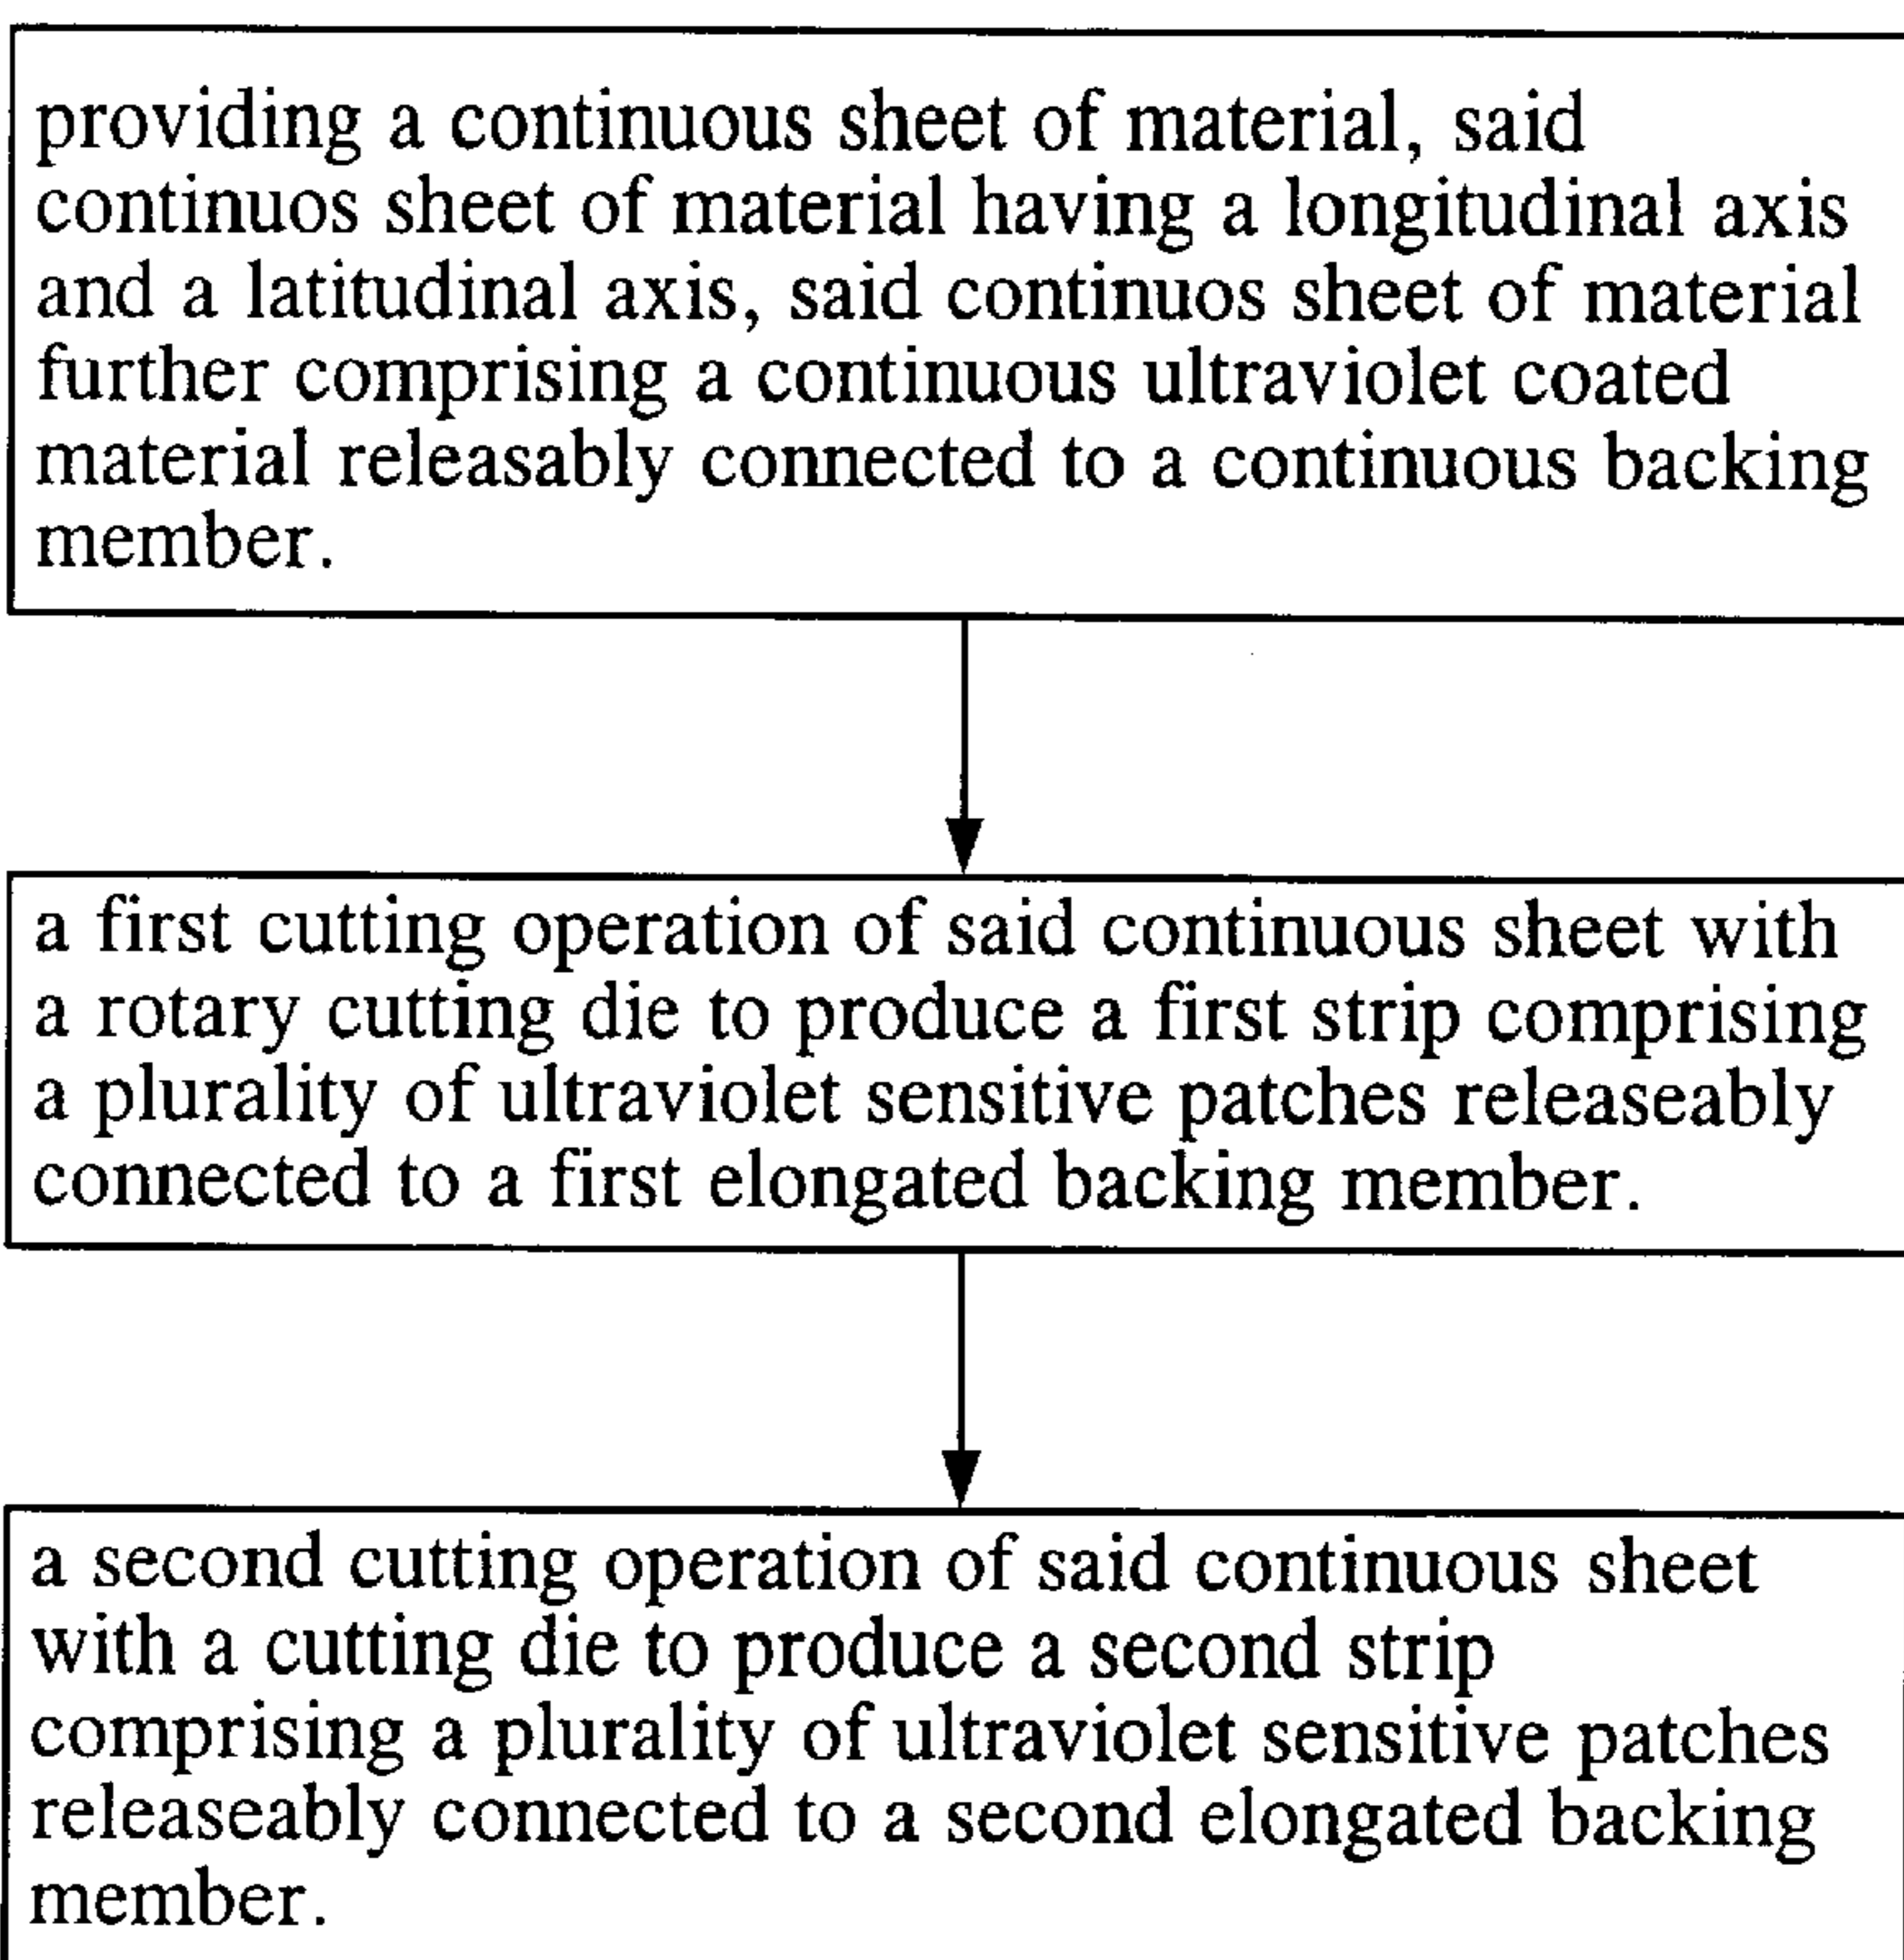 providing a continuous sheet of material, said
continuos sheet of material having a longitudinal axis
and a latitudinal axis, said continuos sheet of material
further comprising a continuous ultraviolet coated
material releasably connected to a continuous backing
member.
a first cutting operation of said continuous sheet with
a rotary cutting die to produce a first strip comprising
a plurality of ultraviolet sensitive patches releaseably
connected to a first elongated backing member.
a second cutting operation of said continuous sheet
with a cutting die to produce a second strip
comprising a plurality of ultraviolet sensitive patches
releaseably connected to a second elongated backing
member.